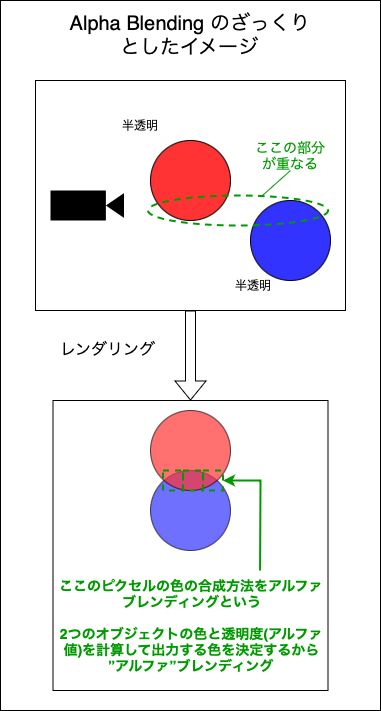 Alpha Blending のざっくり
としたイメージ
半透明
ここの部分
が重なる
半透明
レンダリング
ここのピクセルの色の合成方法をアルファ
ブレンディングという
2つのオブジェクトの色と透明度(アルファ
値)を計算して出力する色を決定するから
”アルファ”ブレンディング